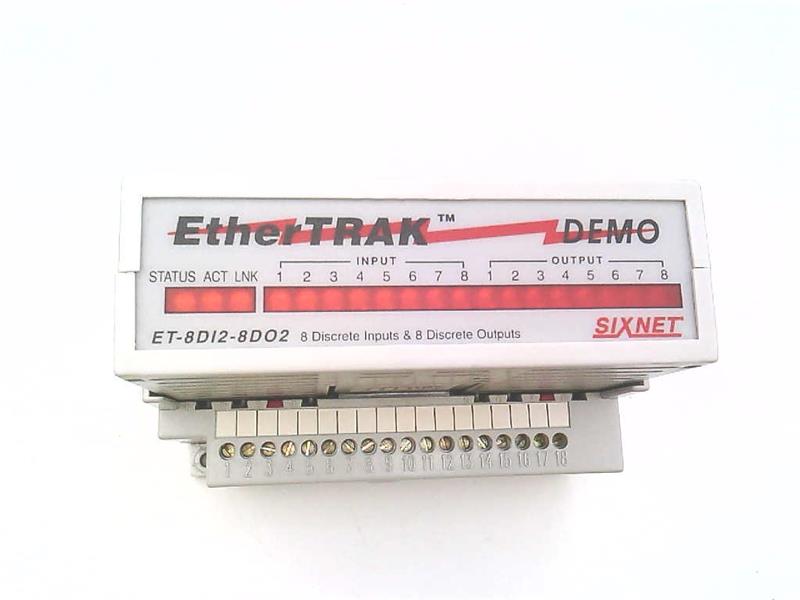 EtherTRAK™ DEMO
INPUT OUTPUT
STATUS ACT LNK 1 2 3 4 5 6 7 8 1 2 3 4 5 6 7 8
ET-8DI2-8DO2 8 Discrete Inputs & 8 Discrete Outputs SIXNET®
1 2 3 4 5 6 7 8 9 10 11 12 13 14 15 16 17 18